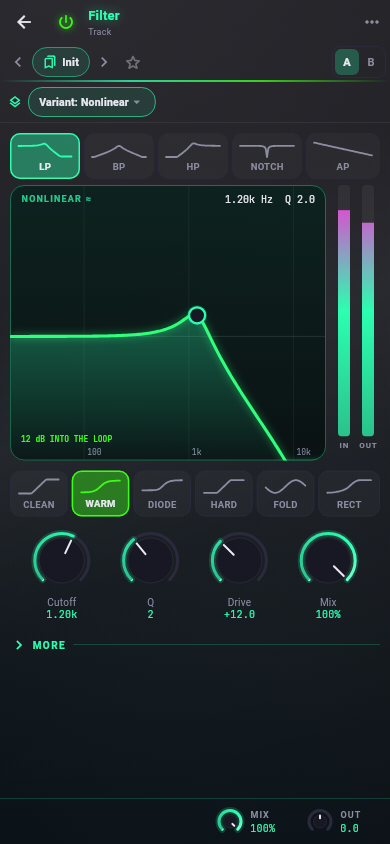 Filter
Track
Init
A B
Variant: Nonlinear
LP BP HP NOTCH AP
NONLINEAR ≈ 1.20k Hz Q 2.0
12 dB INTO THE LOOP
100 1k 10k
IN OUT
CLEAN WARM DIODE HARD FOLD RECT
Cutoff Q Drive Mix
1.20k 2 +12.0 100%
MORE
MIX OUT
100% 0.0